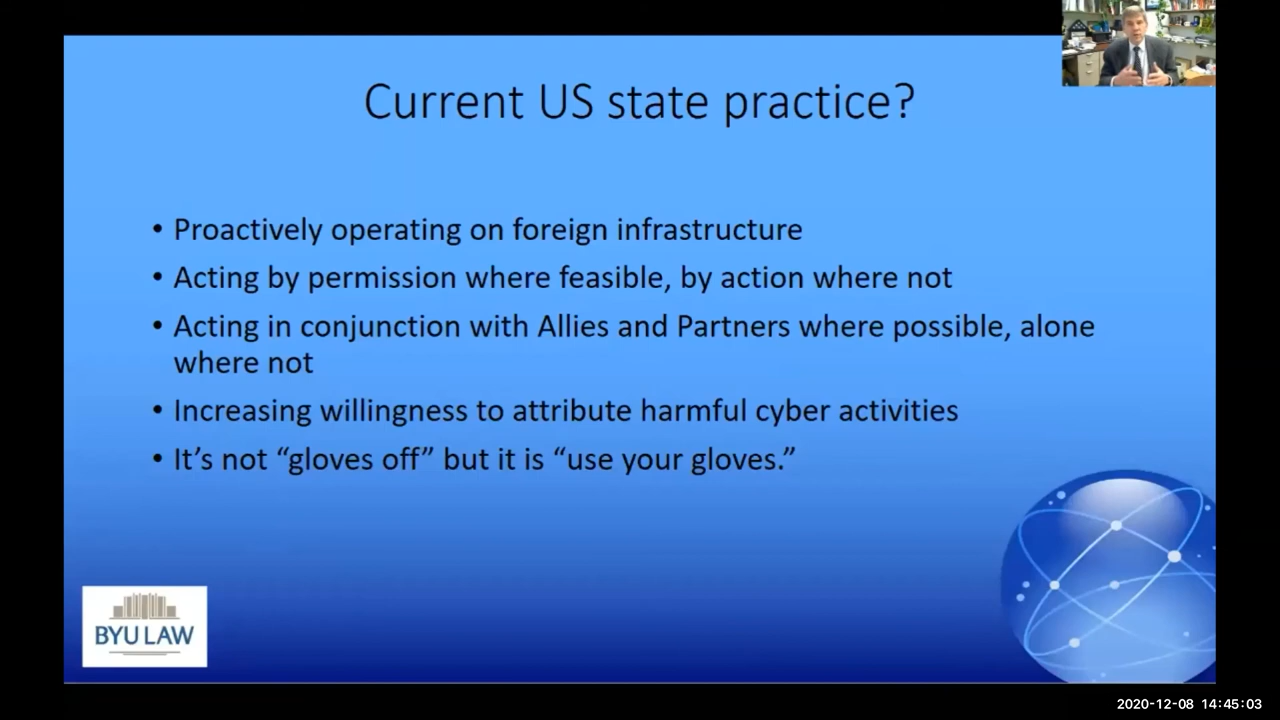 Current US state practice?
• Proactively operating on foreign infrastructure
• Acting by permission where feasible, by action where not
• Acting in conjunction with Allies and Partners where possible, alone
where not
• Increasing willingness to attribute harmful cyber activities
• It’s not “gloves off” but it is “use your gloves.”
BYU LAW
2020-12-08 14:45:03